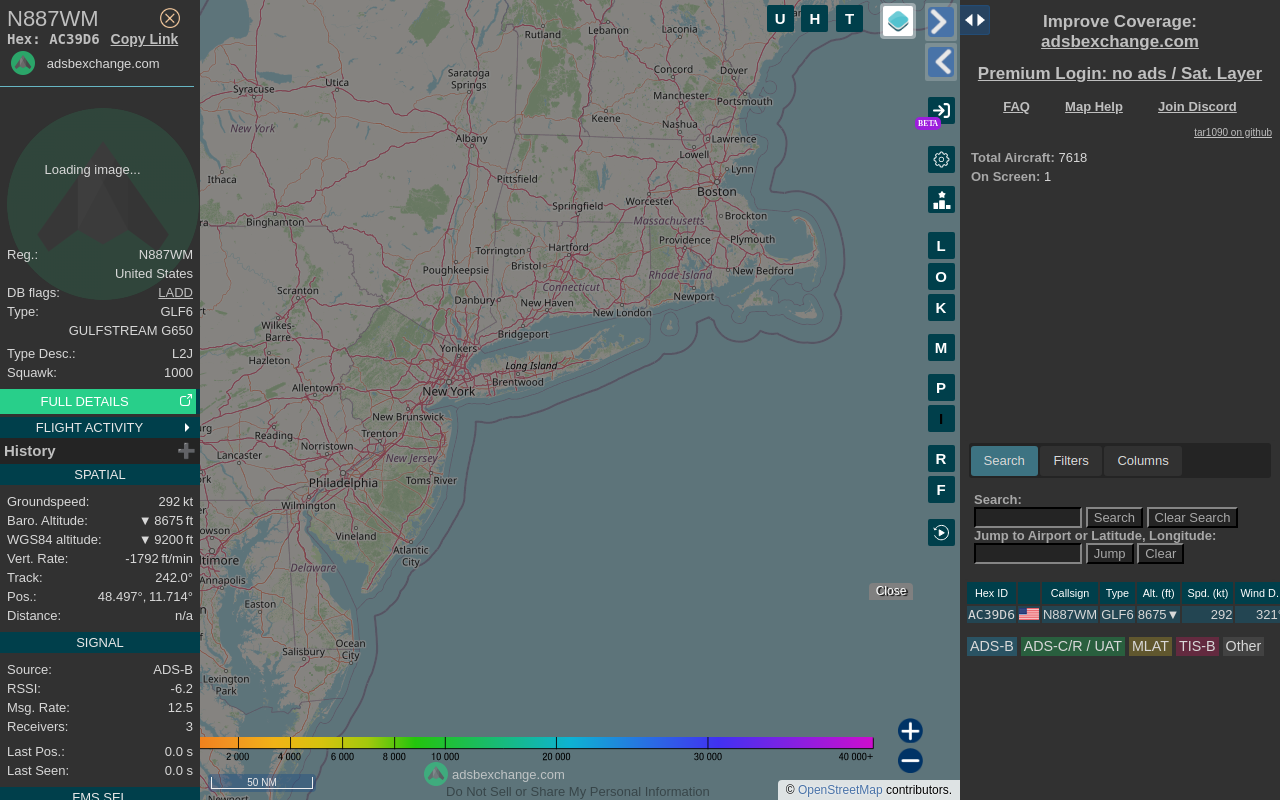 N887WM
Hex: AC39D6 Copy Link
adsbexchange.com
Loading image...
Reg.: N887WM
United States
DB flags: LADD
Type: GLF6
GULFSTREAM G650
Type Desc.: L2J
Squawk: 1000
FULL DETAILS
FLIGHT ACTIVITY
History
SPATIAL
Groundspeed: 292 kt
Baro. Altitude: ▼ 8675 ft
WGS84 altitude: ▼ 9200 ft
Vert. Rate: -1792 ft/min
Track: 242.0°
Pos.: 48.497°, 11.714°
Distance: n/a
SIGNAL
Source: ADS-B
RSSI: -6.2
Msg. Rate: 12.5
Receivers: 3
Last Pos.: 0.0 s
Last Seen: 0.0 s
FMS SEL
Rutland
Lebanon
Laconia
Saratoga
Springs
Concord
Dover
Utica
Syracuse
Manchester
Portsmouth
Keene
New York
Nashua
Albany
Lawrence
Lowell
Lynn
Ithaca
Pittsfield
Boston
Worcester
Springfield
Binghamton
Massachusetts
Brockton
Torrington
Hartford
Providence
Plymouth
Bristol
Poughkeepsie
Rhode Island
New Bedford
Scranton
Connecticut
Danbury
New Haven
Newport
New London
Wilkes-
Barre
Bridgeport
Yonkers
Hazleton
Long Island
Brentwood
Allentown
New York
New Brunswick
Reading
Trenton
Norristown
Lancaster
New Jersey
Philadelphia
Toms River
Wilmington
Vineland
Atlantic
City
Delaware
Annapolis
Easton
Ocean
City
Salisbury
Lexington
Park
U H T
BETA
L
O
K
M
P
I
R
F
Close
2 000 4 000 6 000 8 000 10 000 20 000 30 000 40 000+
50 NM
adsbexchange.com
Do Not Sell or Share My Personal Information
© OpenStreetMap contributors.
Improve Coverage:
adsbexchange.com
Premium Login: no ads / Sat. Layer
FAQ Map Help Join Discord
tar1090 on github
Total Aircraft: 7618
On Screen: 1
Search Filters Columns
Search:
Search Clear Search
Jump to Airport or Latitude, Longitude:
Jump Clear
Hex ID Callsign Type Alt. (ft) Spd. (kt) Wind D.
AC39D6 N887WM GLF6 8675▼ 292 321°
ADS-B ADS-C/R / UAT MLAT TIS-B Other